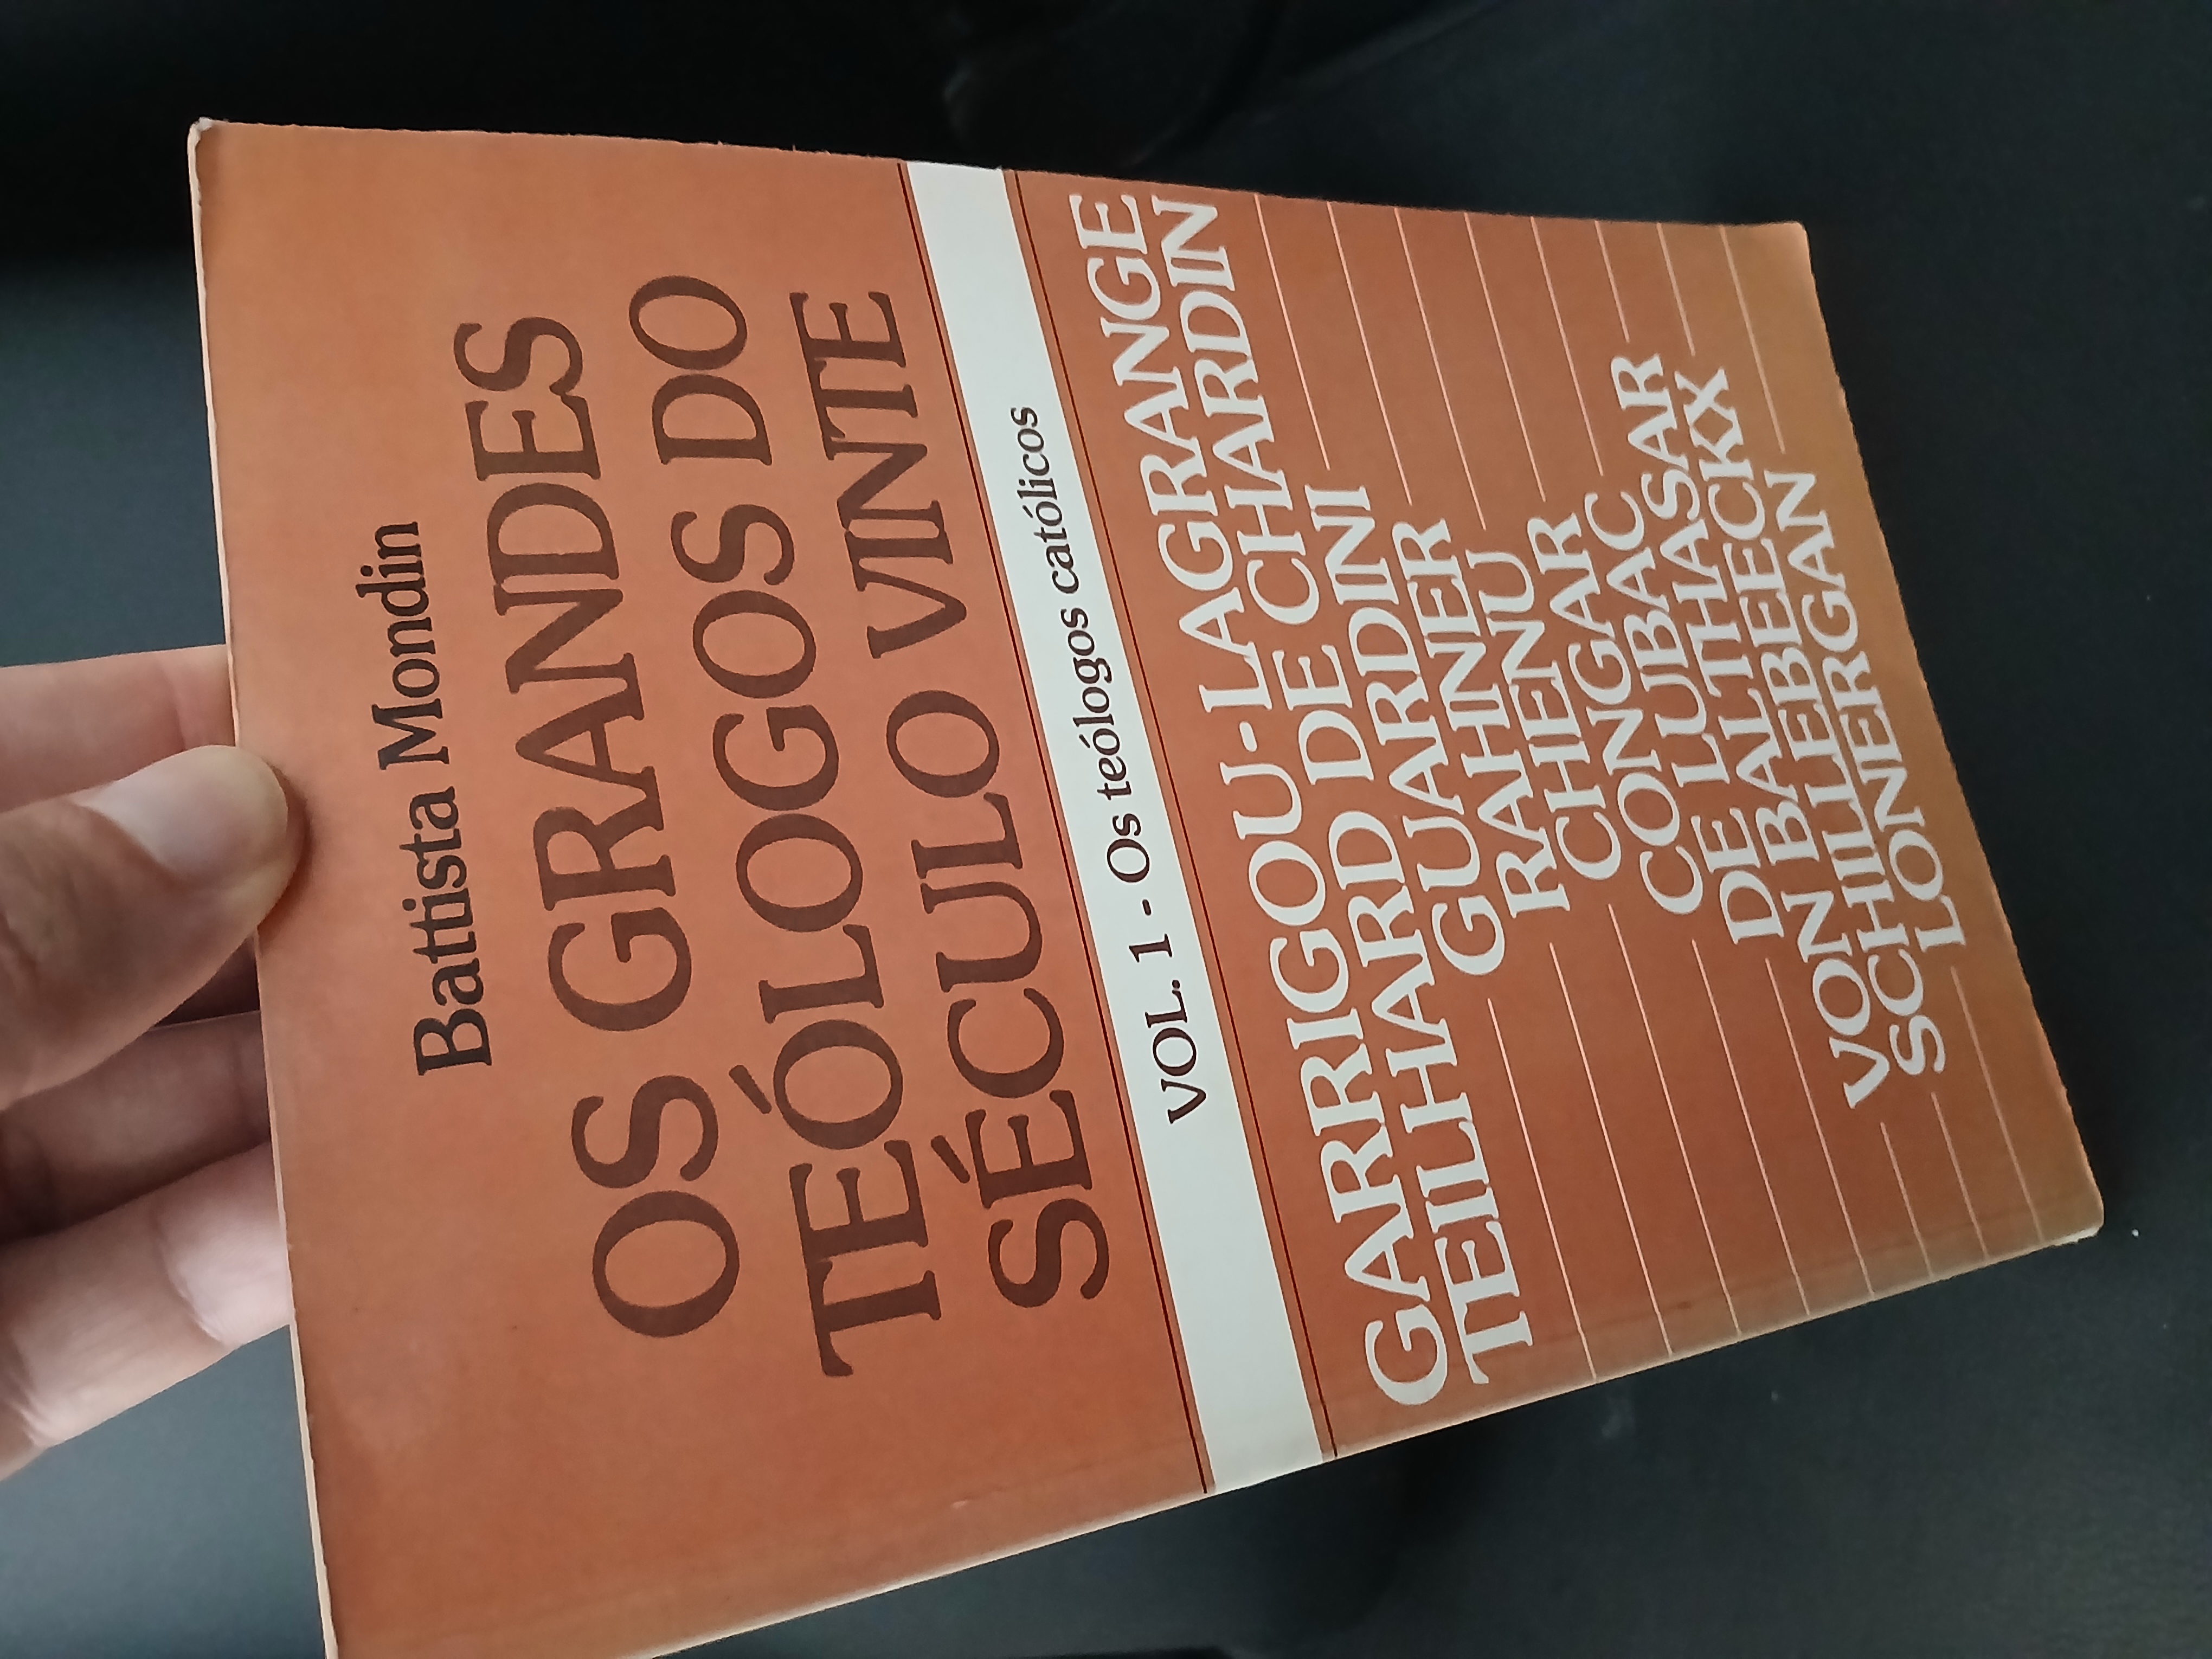 Battista Mondin
OS GRANDES
TEÓLOGOS DO
SÉCULO VINTE
VOL. 1 - Os teólogos católicos
GARRIGOU-LAGRANGE
TEILHARD DE CHARDIN
GUARDINI
RAHNER
CHENU
CONGAR
DE LUBAC
VON BALTHASAR
SCHILLEBEECKX
LONERGAN